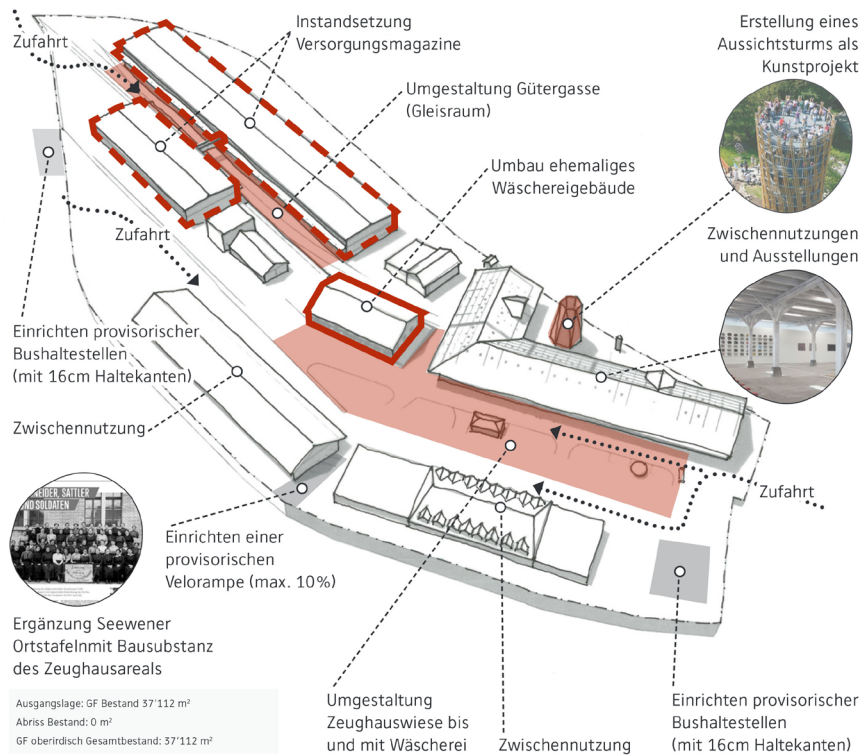 Zufahrt
Instandsetzung
Versorgungsmagazine
Erstellung eines
Aussichtsturms als
Kunstprojekt
Umgestaltung Gütergasse
(Gleisraum)
Umbau ehemaliges
Wäschereigebäude
Zufahrt
Zwischennutzungen
und Ausstellungen
Einrichten provisorischer
Bushaltestellen
(mit 16cm Haltekanten)
Zwischennutzung
NEIDER, SATTLER
ND SOLDATEN
Einrichten einer
provisorischen
Velorampe (max. 10%)
Zufahrt
Ergänzung Seewener
Ortstafelnmit Bausubstanz
des Zeughausareals
Ausgangslage: GF Bestand 37'112 m²
Abriss Bestand: 0 m²
GF oberirdisch Gesamtbestand: 37'112 m²
Umgestaltung
Zeughauswiese bis
und mit Wäscherei
Zwischennutzung
Einrichten provisorischer
Bushaltestellen
(mit 16cm Haltekanten)